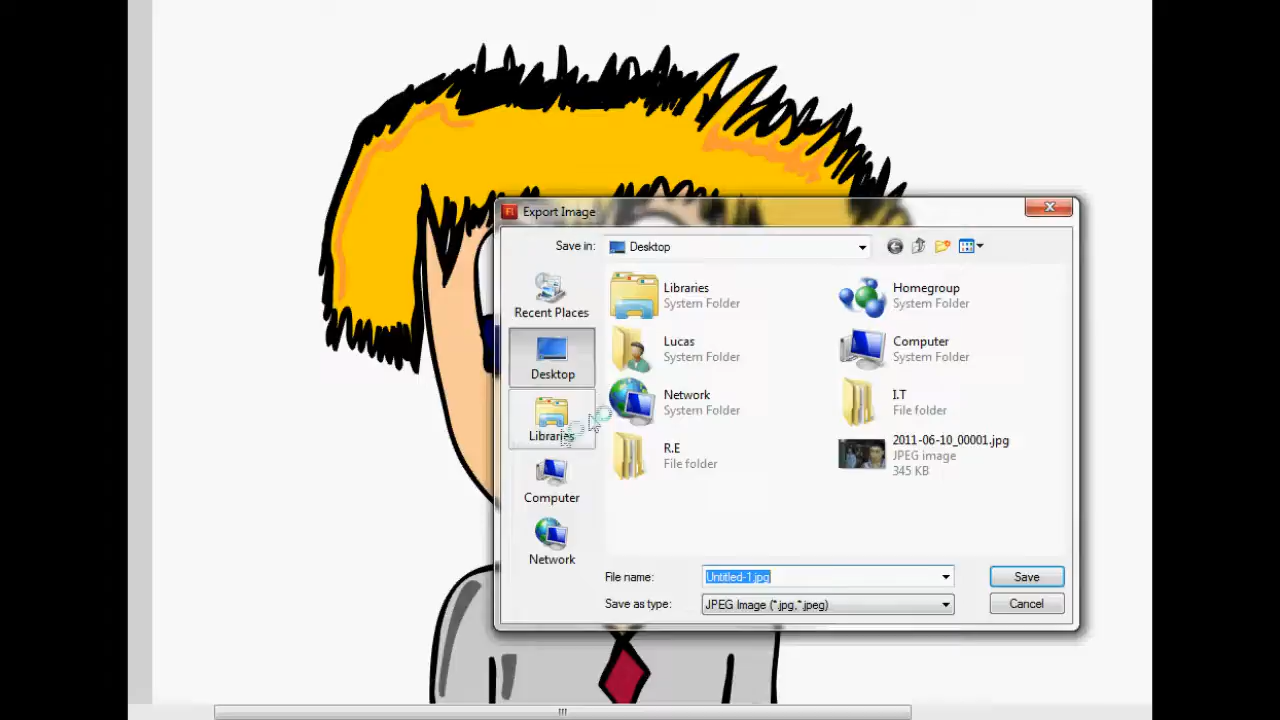 Fl Export Image
Save in: Desktop
Recent Places
Desktop
Libraries
Computer
Network
Libraries
System Folder
Homegroup
System Folder
Lucas
System Folder
Computer
System Folder
Network
System Folder
I.T
File folder
R.E
File folder
2011-06-10_00001.jpg
JPEG image
345 KB
File name: Untitled-1.jpg Save
Save as type: JPEG Image (*.jpg,*.jpeg) Cancel